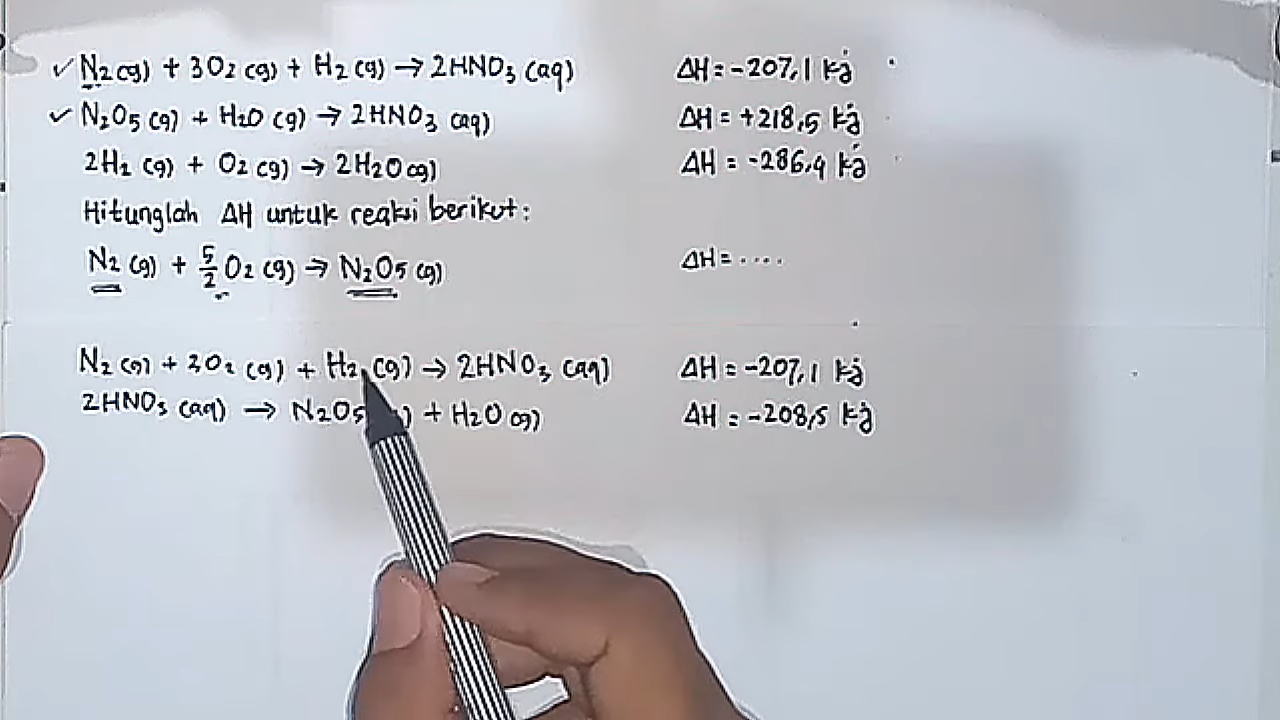 ✓ N₂(g) + 3O₂(g) + H₂(g) → 2HNO₃(aq) ΔH = -207,1 kj
✓ N₂O₅(g) + H₂O(g) → 2HNO₃(aq) ΔH = +218,5 kj
2H₂(g) + O₂(g) → 2H₂O(g) ΔH = -286,4 kj
Hitunglah ΔH untuk reaksi berikut:
N₂(g) + 5/2 O₂(g) → N₂O₅(g) ΔH = ....
N₂(g) + 3O₂(g) + H₂(g) → 2HNO₃(aq) ΔH = -207,1 kj
2HNO₃(aq) → N₂O₅ ) + H₂O(g) ΔH = -208,5 kj